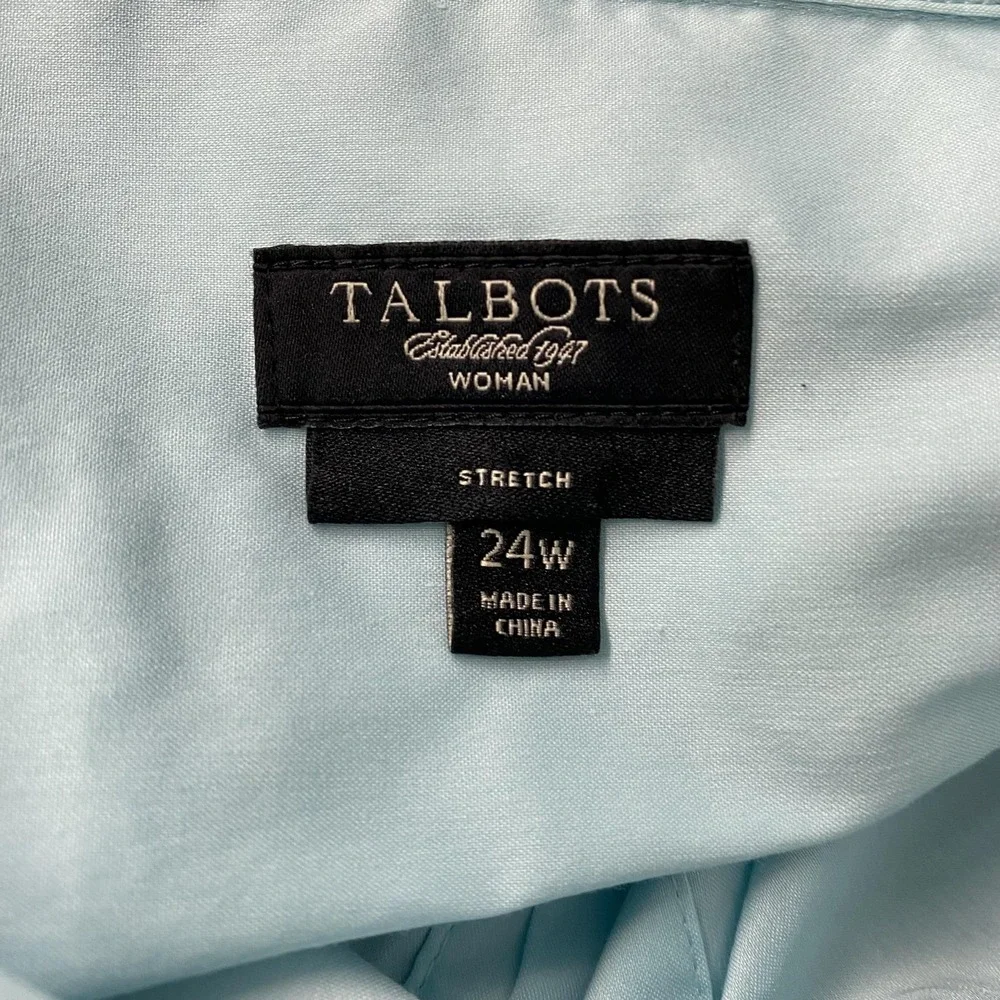 TALBOTS
Established 1947
WOMAN
STRETCH
24W
MADE IN
CHINA